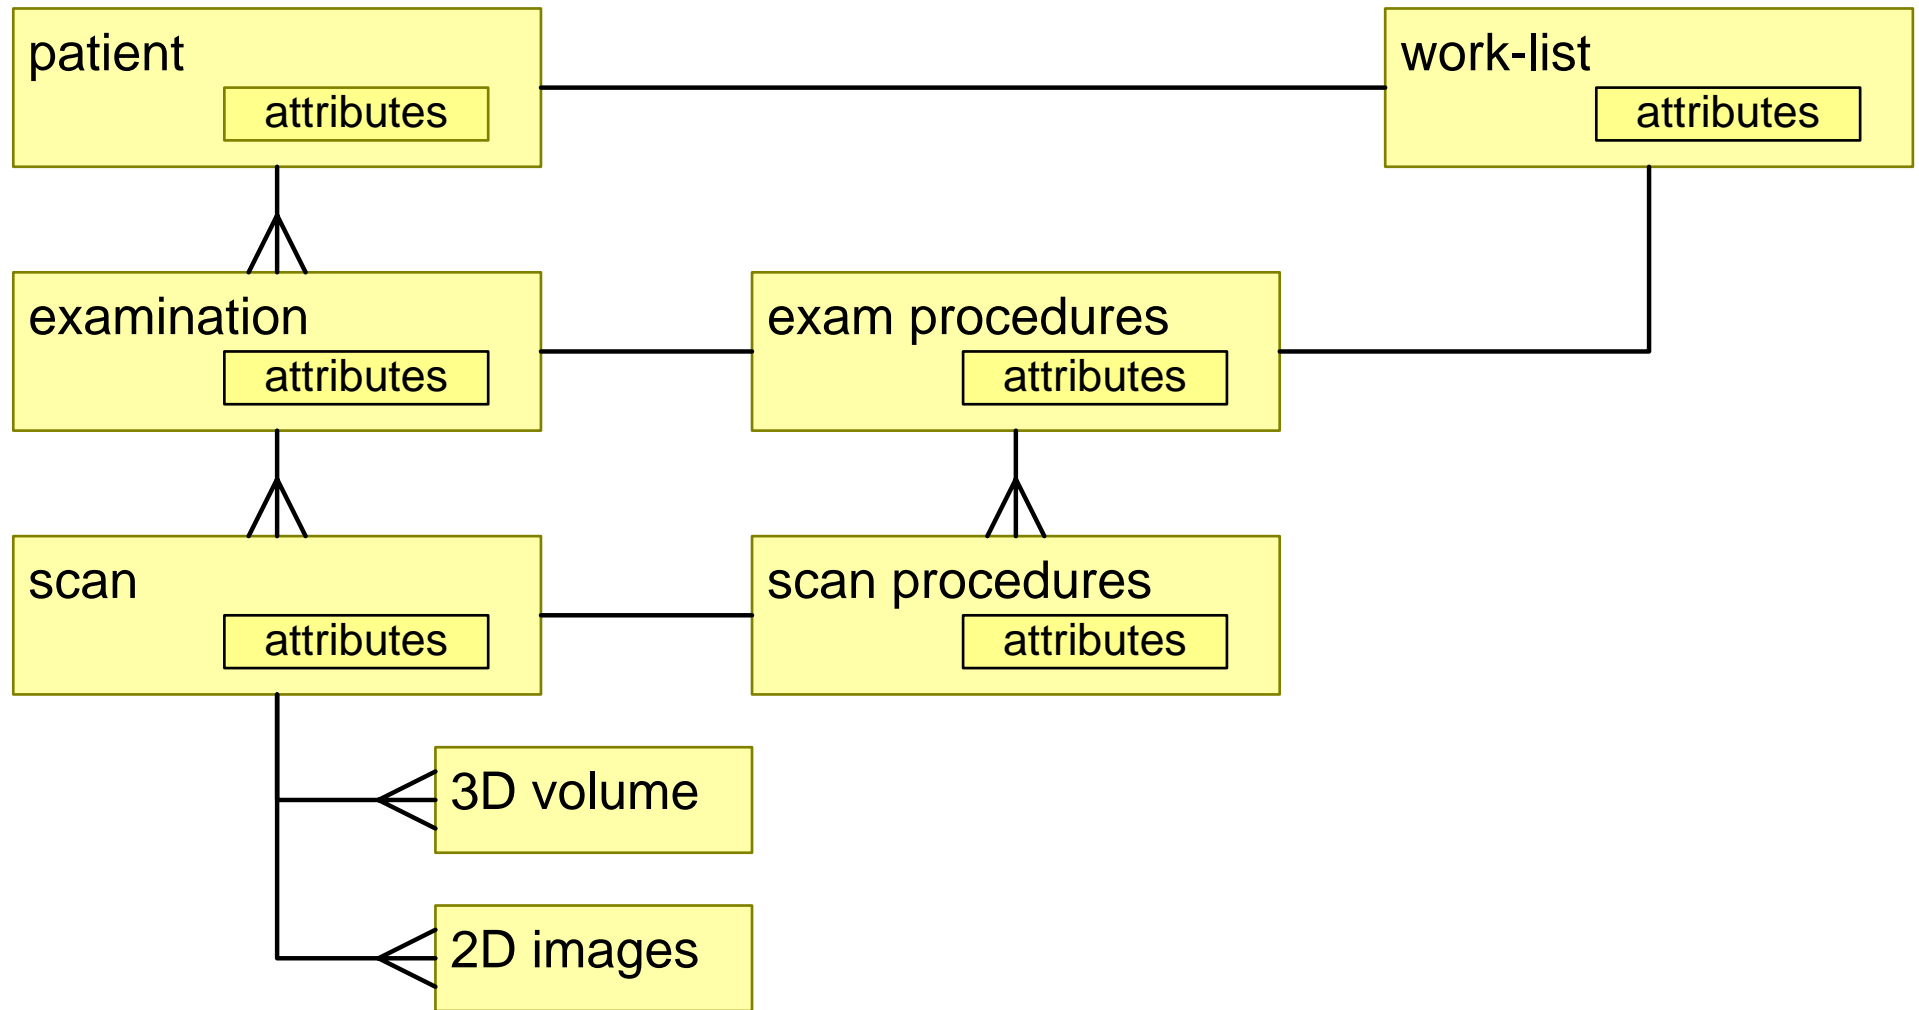 patient
attributes
work-list
attributes
examination
attributes
exam procedures
attributes
scan
attributes
scan procedures
attributes
3D volume
2D images